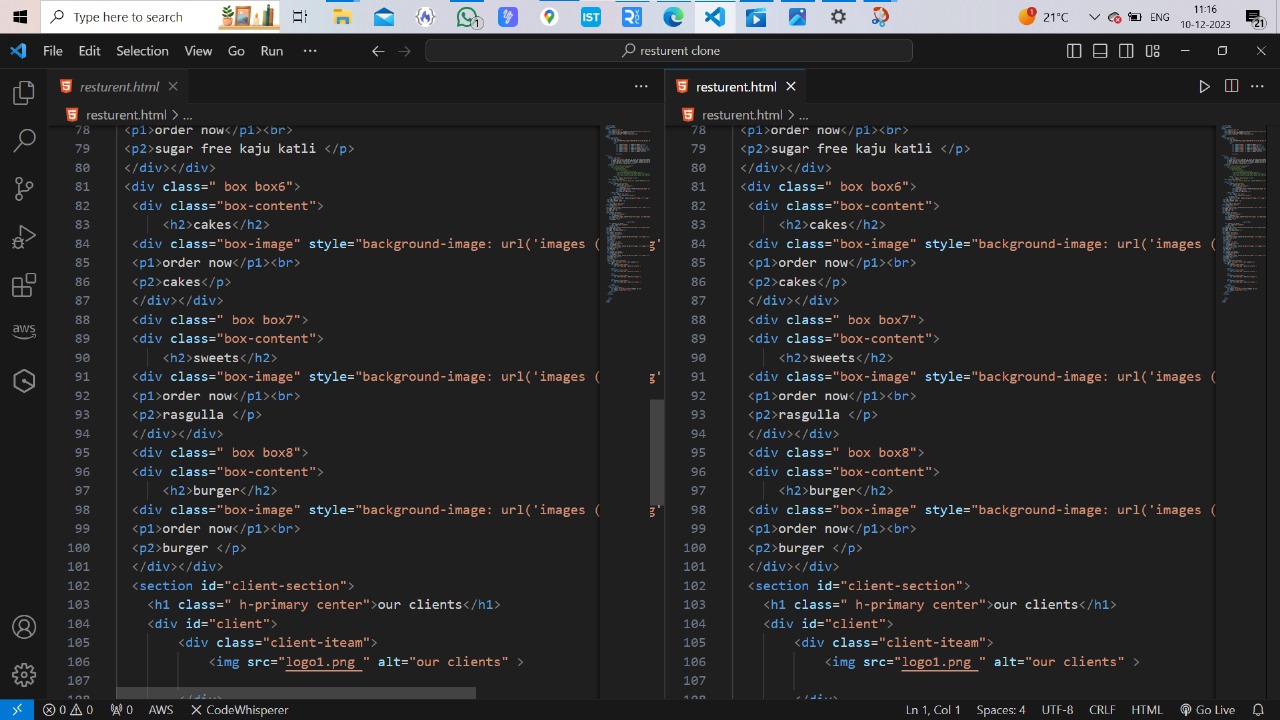 Type here to search
1
IST
1
21°C
ENG
11:16
10-12-2023
21
File Edit Selection View Go Run ···
resturent clone
resturent.html
resturent.html > ...
78 <p1>order now</p1><br>
79 <p2>sugar free kaju katli </p>
80 </div></div>
81 <div class=" box box6">
82 <div class="box-content">
83 <h2>cakes</h2>
84 <div class="box-image" style="background-image: url('images ( g'
85 <p1>order now</p1><br>
86 <p2>cakes</p>
87 </div></div>
88 <div class=" box box7">
89 <div class="box-content">
90 <h2>sweets</h2>
91 <div class="box-image" style="background-image: url('images ( g'
92 <p1>order now</p1><br>
93 <p2>rasgulla </p>
94 </div></div>
95 <div class=" box box8">
96 <div class="box-content">
97 <h2>burger</h2>
98 <div class="box-image" style="background-image: url('images ( g'
99 <p1>order now</p1><br>
100 <p2>burger </p>
101 </div></div>
102 <section id="client-section">
103 <h1 class=" h-primary center">our clients</h1>
104 <div id="client">
105 <div class="client-iteam">
106 <img src="logo1.png " alt="our clients" >
107
108 </div>
resturent.html
resturent.html > ...
78 <p1>order now</p1><br>
79 <p2>sugar free kaju katli </p>
80 </div></div>
81 <div class=" box box6">
82 <div class="box-content">
83 <h2>cakes</h2>
84 <div class="box-image" style="background-image: url('images (
85 <p1>order now</p1><br>
86 <p2>cakes</p>
87 </div></div>
88 <div class=" box box7">
89 <div class="box-content">
90 <h2>sweets</h2>
91 <div class="box-image" style="background-image: url('images (
92 <p1>order now</p1><br>
93 <p2>rasgulla </p>
94 </div></div>
95 <div class=" box box8">
96 <div class="box-content">
97 <h2>burger</h2>
98 <div class="box-image" style="background-image: url('images (
99 <p1>order now</p1><br>
100 <p2>burger </p>
101 </div></div>
102 <section id="client-section">
103 <h1 class=" h-primary center">our clients</h1>
104 <div id="client">
105 <div class="client-iteam">
106 <img src="logo1.png " alt="our clients" >
107
108 </div>
aws
0 0 0 AWS CodeWhisperer
Ln 1, Col 1 Spaces: 4 UTF-8 CRLF HTML Go Live